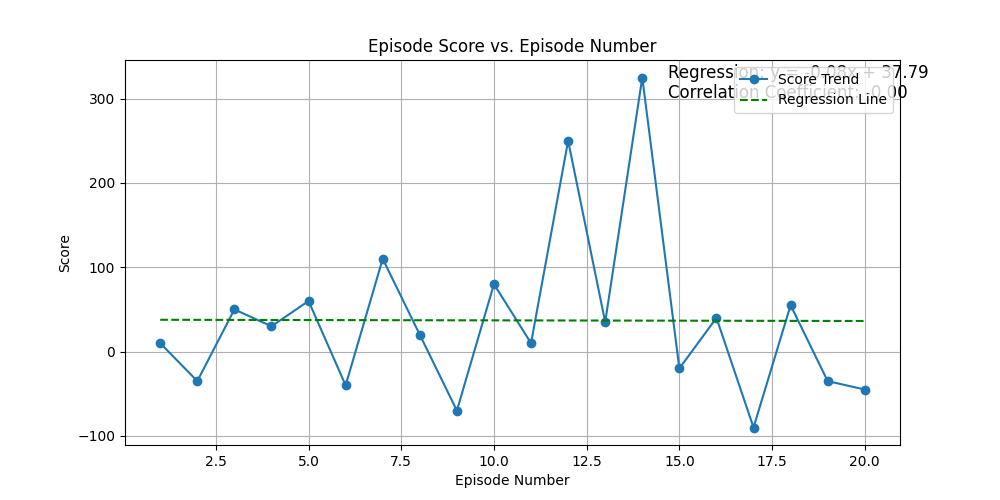 Episode Score vs. Episode Number
Regression: y = -0.08x + 37.79
Correlation Coefficient: -0.00
Score Trend
Regression Line
300
200
100
0
−100
Score
2.5 5.0 7.5 10.0 12.5 15.0 17.5 20.0
Episode Number